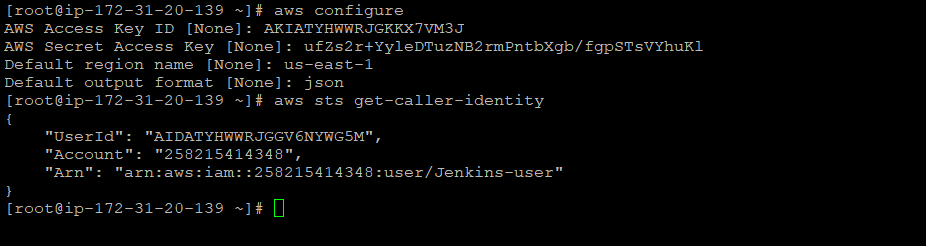 [root@ip-172-31-20-139 ~]# aws configure
AWS Access Key ID [None]: AKIATYHWWRJGKKX7VM3J
AWS Secret Access Key [None]: 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
Default region name [None]: us-east-1
Default output format [None]: json
[root@ip-172-31-20-139 ~]# aws sts get-caller-identity
{
    "UserId": "AIDATYHWWRJGGV6NYWG5M",
    "Account": "258215414348",
    "Arn": "arn:aws:iam::258215414348:user/Jenkins-user"
}
[root@ip-172-31-20-139 ~]#